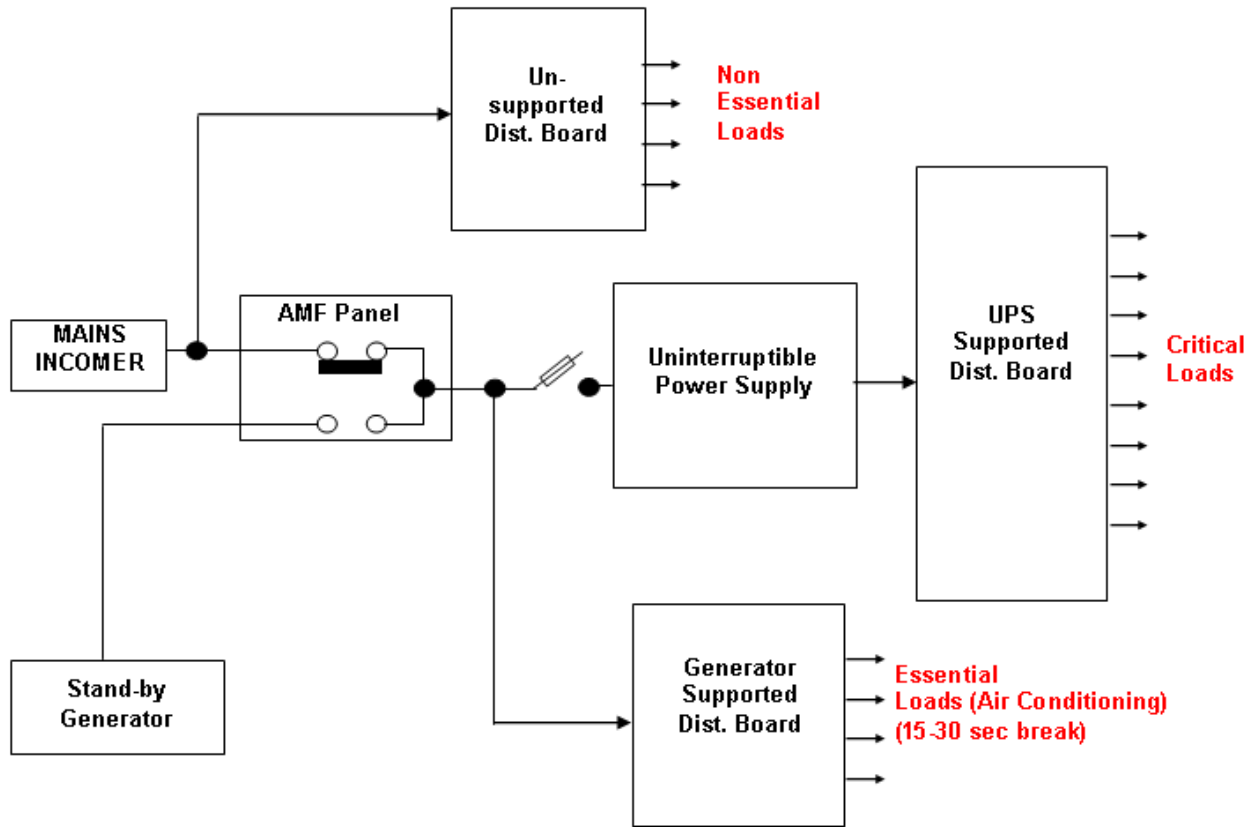 Un-
supported
Dist. Board
Non
Essential
Loads
AMF Panel
MAINS
INCOMER
Uninterruptible
Power Supply
UPS
Supported
Dist. Board
Critical
Loads
Stand-by
Generator
Generator
Supported
Dist. Board
Essential
Loads (Air Conditioning)
(15-30 sec break)